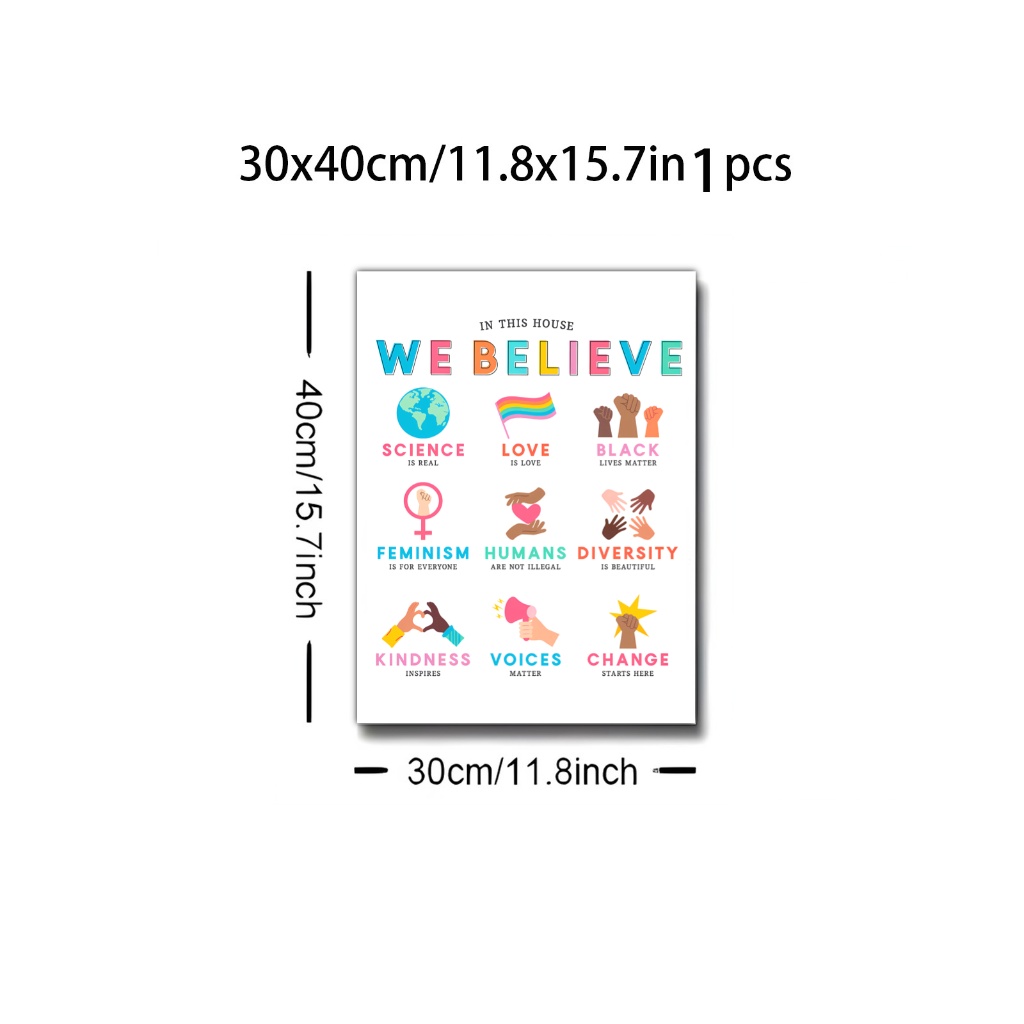 30x40cm/11.8x15.7in 1 pcs
40cm/15.7inch
IN THIS HOUSE
WE BELIEVE
SCIENCE
IS REAL
LOVE
IS LOVE
BLACK
LIVES MATTER
FEMINISM
IS FOR EVERYONE
HUMANS
ARE NOT ILLEGAL
DIVERSITY
IS BEAUTIFUL
KINDNESS
INSPIRES
VOICES
MATTER
CHANGE
STARTS HERE
30cm/11.8inch